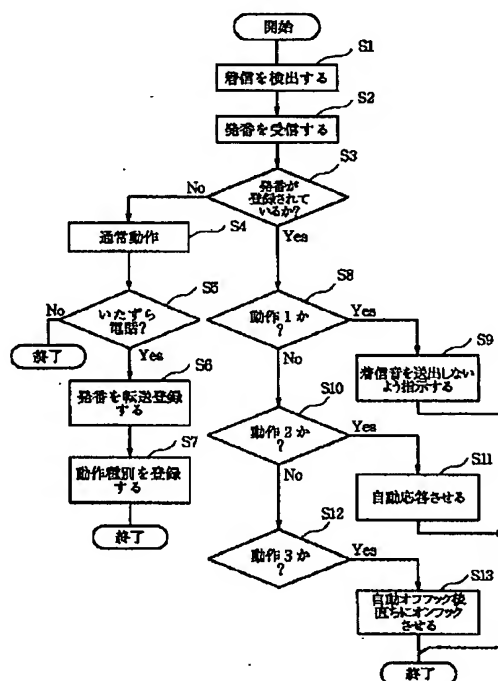 開始
S1
着信を検出する
S2
発番を受信する
S3
発番が
登録されて
いるか?
No
Yes
S4
通常動作
S5
いたずら
電話?
No
終了
Yes
S6
発番を転送登録
する
S7
動作種別を登録
する
終了
S8
動作1か
?
Yes
No
S9
着信音を送出しない
よう指示する
S10
動作2か
?
Yes
No
S11
自動応答させる
S12
動作3か
?
Yes
S13
自動オフフック後
直ちにオンフック
させる
終了